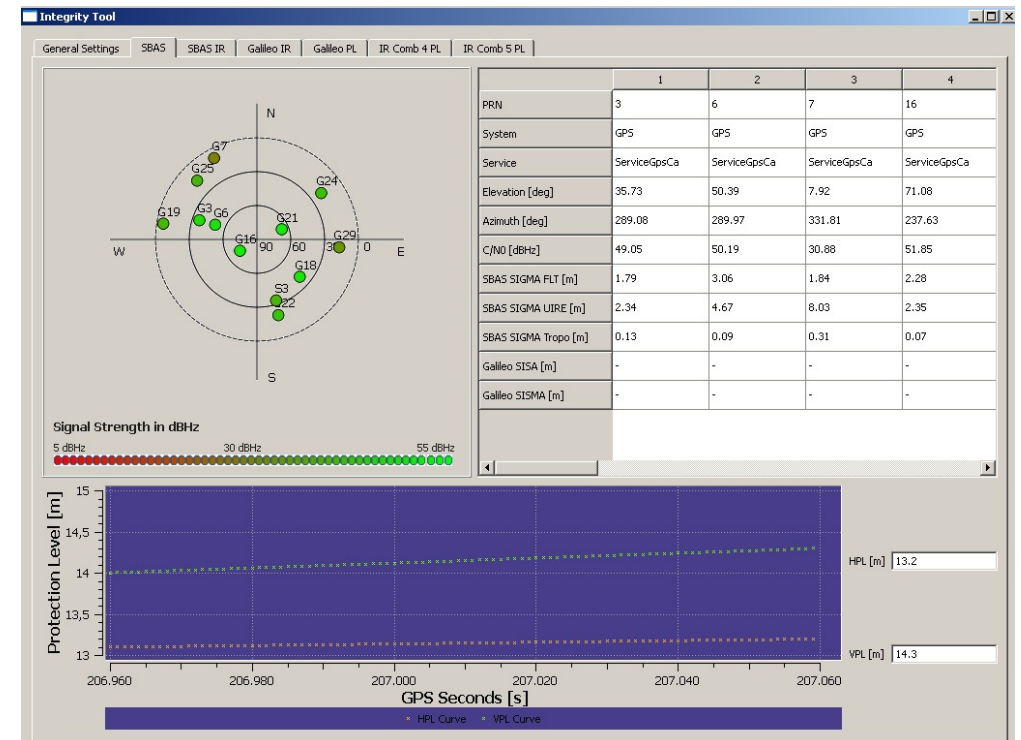 Integrity Tool
General Settings SBAS SBAS IR Galileo IR Galileo PL IR Comb 4 PL IR Comb 5 PL
N
G7
G25
G24
G19 G3 G6 G21
G16 G29
W 90 60 30 0 E
G18
S3
G22
S
Signal Strength in dBHz
5 dBHz 30 dBHz 55 dBHz
1 2 3 4
PRN 3 6 7 16
System GPS GPS GPS GPS
Service ServiceGpsCa ServiceGpsCa ServiceGpsCa ServiceGpsCa
Elevation [deg] 35.73 50.39 7.92 71.08
Azimuth [deg] 289.08 289.97 331.81 237.63
C/N0 [dBHz] 49.05 50.19 30.88 51.85
SBAS SIGMA FLT [m] 1.79 3.06 1.84 2.28
SBAS SIGMA UIRE [m] 2.34 4.67 8.03 2.35
SBAS SIGMA Tropo [m] 0.13 0.09 0.31 0.07
Galileo SISA [m] - - - -
Galileo SISMA [m] - - - -
Protection Level [m]
15
14,5
14
13,5
13
HPL [m] 13.2
VPL [m] 14.3
206.960 206.980 207.000 207.020 207.040 207.060
GPS Seconds [s]
HPL Curve VPL Curve